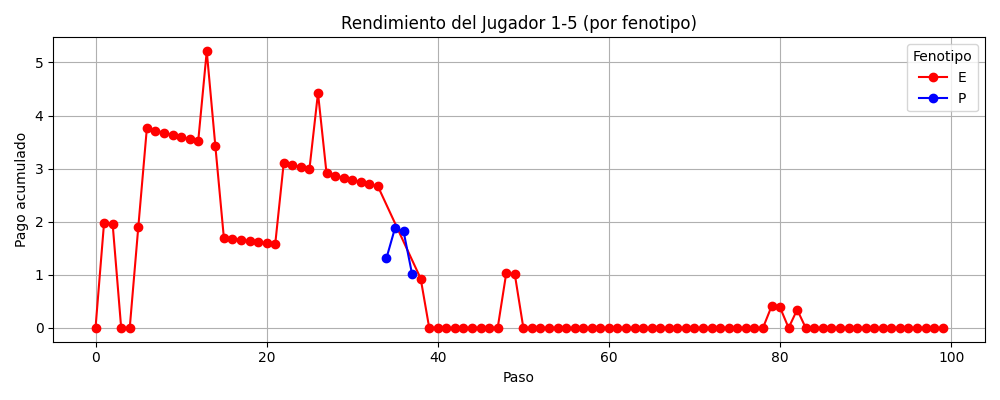 Rendimiento del Jugador 1-5 (por fenotipo)
Fenotipo
E
P
Pago acumulado
5
4
3
2
1
0
0 20 40 60 80 100
Paso